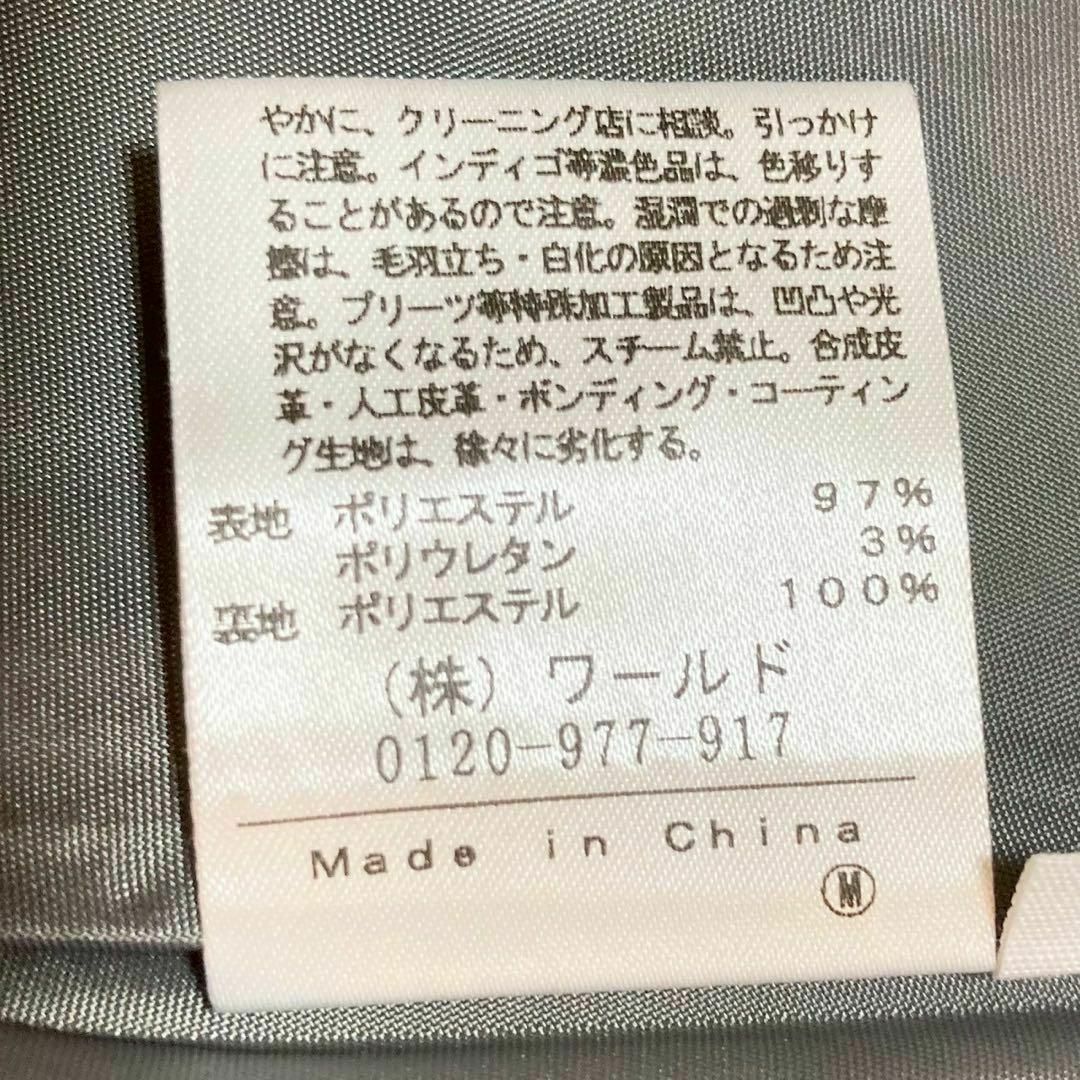 やかに、クリーニング店に相談。引っかけ
に注意。インディゴ等濃色品は、色移りす
ることがあるので注意。湿潤での過剰な摩
擦は、毛羽立ち・白化の原因となるため注
意。プリーツ等特殊加工製品は、凹凸や光
沢がなくなるため、スチーム禁止。合成皮
革・人工皮革・ボンディング・コーティン
グ生地は、徐々に劣化する。
表地 ポリエステル 97%
ポリウレタン 3%
裏地 ポリエステル 100%
(株) ワールド
0120-977-917
Made in China
Ⓜ